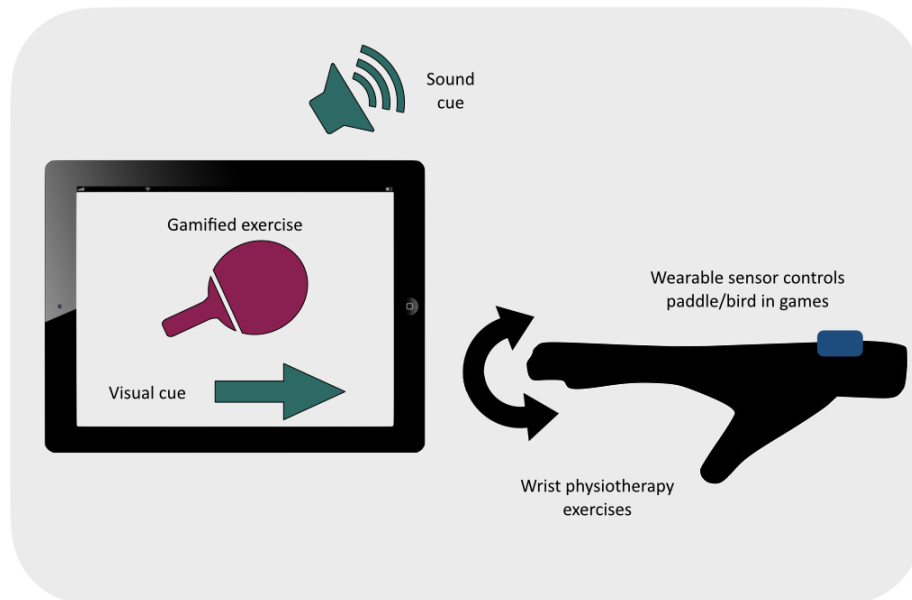 Sound
cue
Gamified exercise
Visual cue
Wearable sensor controls
paddle/bird in games
Wrist physiotherapy
exercises